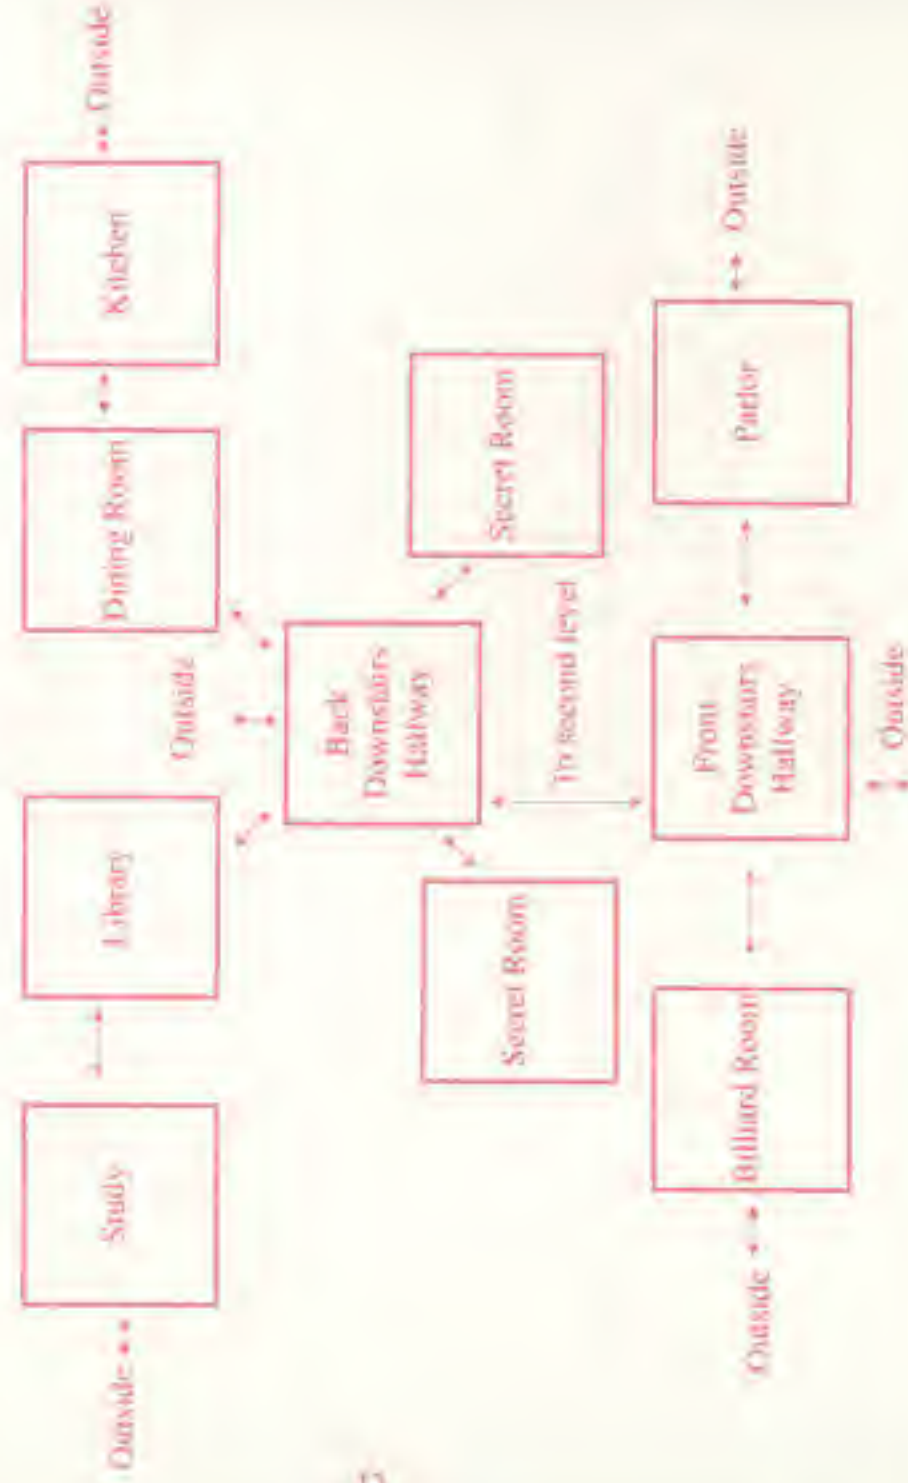 Outside
Study
Library
Outside
Dining Room
Kitchen
Outside
Back
Downstairs
Hallway
Secret Room
Secret Room
To second level
Outside
Billiard Room
Front
Downstairs
Hallway
Parlor
Outside
Outside